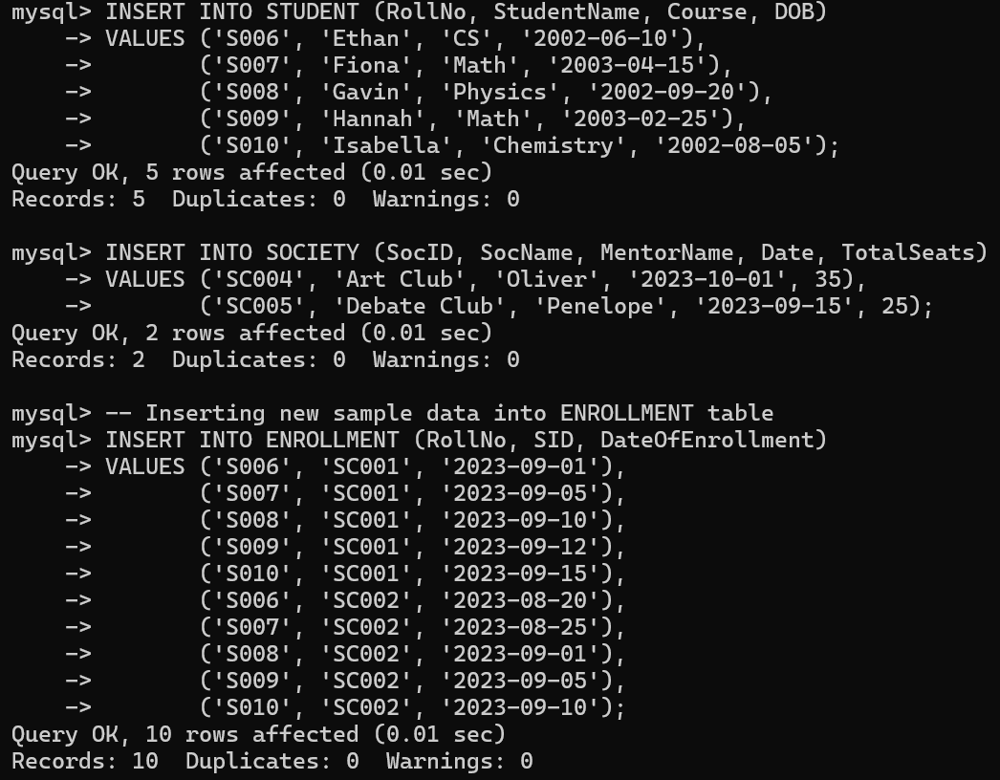 mysql> INSERT INTO STUDENT (RollNo, StudentName, Course, DOB)
    -> VALUES ('S006', 'Ethan', 'CS', '2002-06-10'),
    ->        ('S007', 'Fiona', 'Math', '2003-04-15'),
    ->        ('S008', 'Gavin', 'Physics', '2002-09-20'),
    ->        ('S009', 'Hannah', 'Math', '2003-02-25'),
    ->        ('S010', 'Isabella', 'Chemistry', '2002-08-05');
Query OK, 5 rows affected (0.01 sec)
Records: 5  Duplicates: 0  Warnings: 0

mysql> INSERT INTO SOCIETY (SocID, SocName, MentorName, Date, TotalSeats)
    -> VALUES ('SC004', 'Art Club', 'Oliver', '2023-10-01', 35),
    ->        ('SC005', 'Debate Club', 'Penelope', '2023-09-15', 25);
Query OK, 2 rows affected (0.01 sec)
Records: 2  Duplicates: 0  Warnings: 0

mysql> -- Inserting new sample data into ENROLLMENT table
mysql> INSERT INTO ENROLLMENT (RollNo, SID, DateOfEnrollment)
    -> VALUES ('S006', 'SC001', '2023-09-01'),
    ->        ('S007', 'SC001', '2023-09-05'),
    ->        ('S008', 'SC001', '2023-09-10'),
    ->        ('S009', 'SC001', '2023-09-12'),
    ->        ('S010', 'SC001', '2023-09-15'),
    ->        ('S006', 'SC002', '2023-08-20'),
    ->        ('S007', 'SC002', '2023-08-25'),
    ->        ('S008', 'SC002', '2023-09-01'),
    ->        ('S009', 'SC002', '2023-09-05'),
    ->        ('S010', 'SC002', '2023-09-10');
Query OK, 10 rows affected (0.01 sec)
Records: 10  Duplicates: 0  Warnings: 0